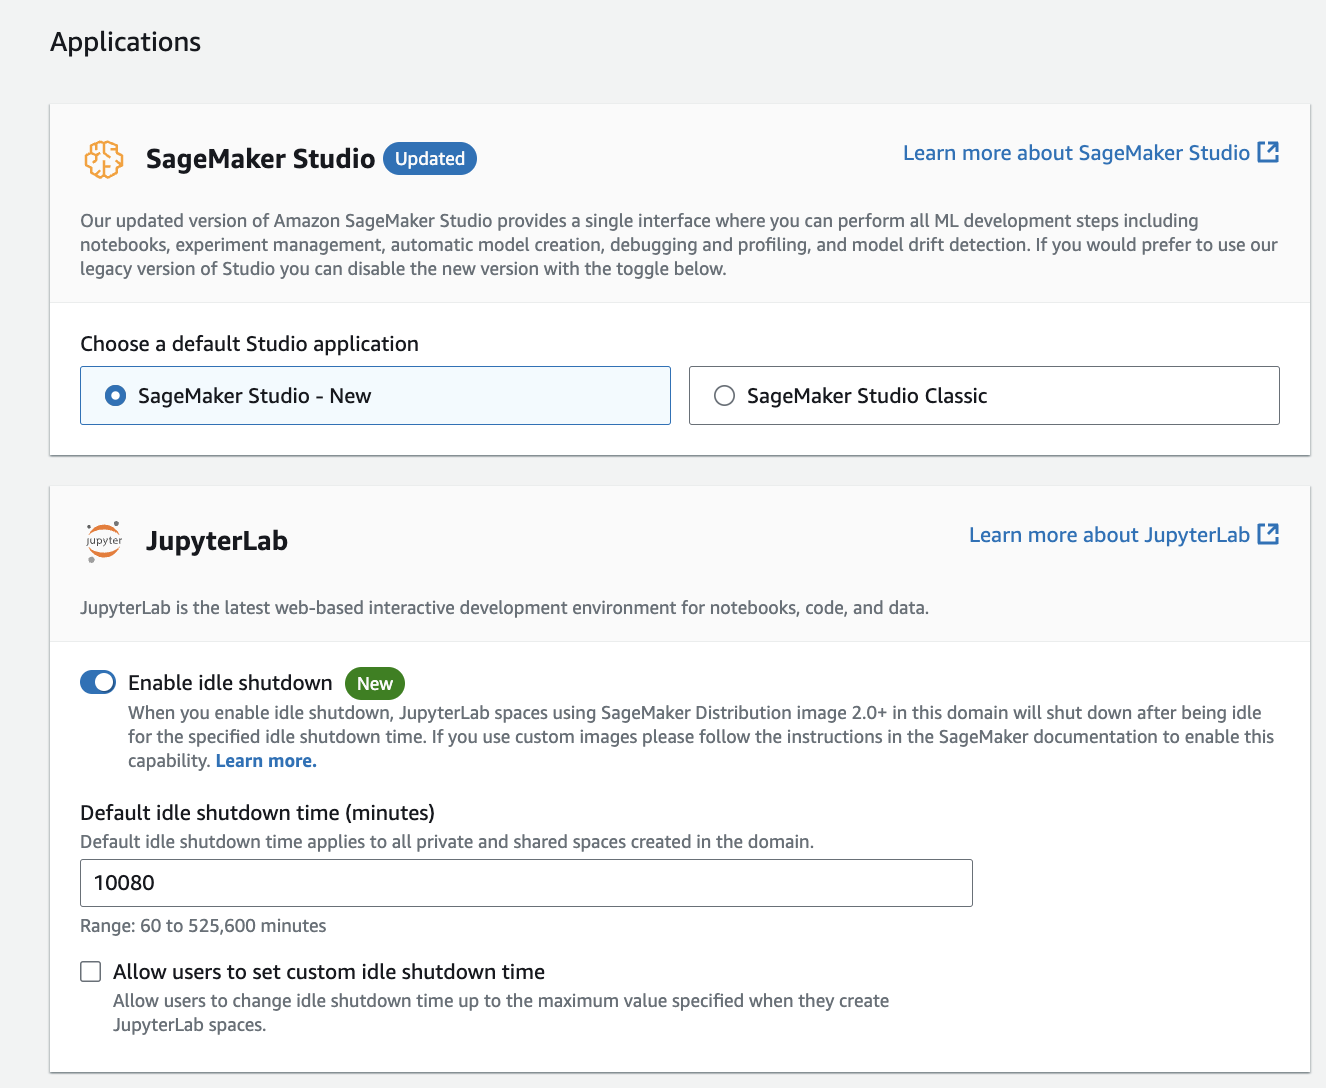 Applications
SageMaker Studio Updated
Learn more about SageMaker Studio
Our updated version of Amazon SageMaker Studio provides a single interface where you can perform all ML development steps including
notebooks, experiment management, automatic model creation, debugging and profiling, and model drift detection. If you would prefer to use our
legacy version of Studio you can disable the new version with the toggle below.
Choose a default Studio application
SageMaker Studio - New
SageMaker Studio Classic
jupyter
JupyterLab
Learn more about JupyterLab
JupyterLab is the latest web-based interactive development environment for notebooks, code, and data.
Enable idle shutdown New
When you enable idle shutdown, JupyterLab spaces using SageMaker Distribution image 2.0+ in this domain will shut down after being idle
for the specified idle shutdown time. If you use custom images please follow the instructions in the SageMaker documentation to enable this
capability. Learn more.
Default idle shutdown time (minutes)
Default idle shutdown time applies to all private and shared spaces created in the domain.
10080
Range: 60 to 525,600 minutes
Allow users to set custom idle shutdown time
Allow users to change idle shutdown time up to the maximum value specified when they create
JupyterLab spaces.